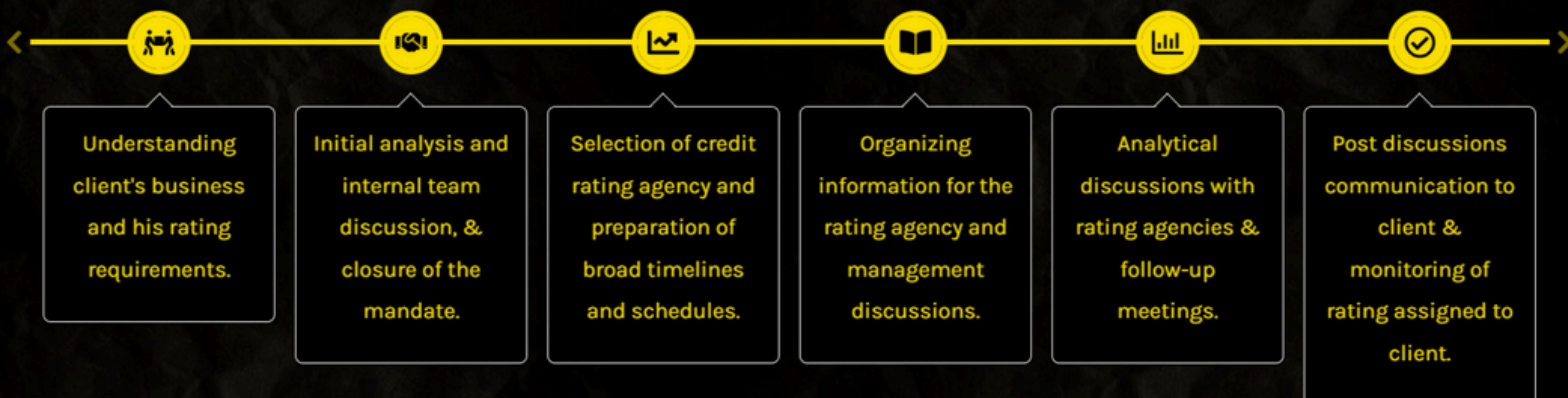 Understanding
client's business
and his rating
requirements.
Initial analysis and
internal team
discussion, &
closure of the
mandate.
Selection of credit
rating agency and
preparation of
broad timelines
and schedules.
Organizing
information for the
rating agency and
management
discussions.
Analytical
discussions with
rating agencies &
follow-up
meetings.
Post discussions
communication to
client &
monitoring of
rating assigned to
client.